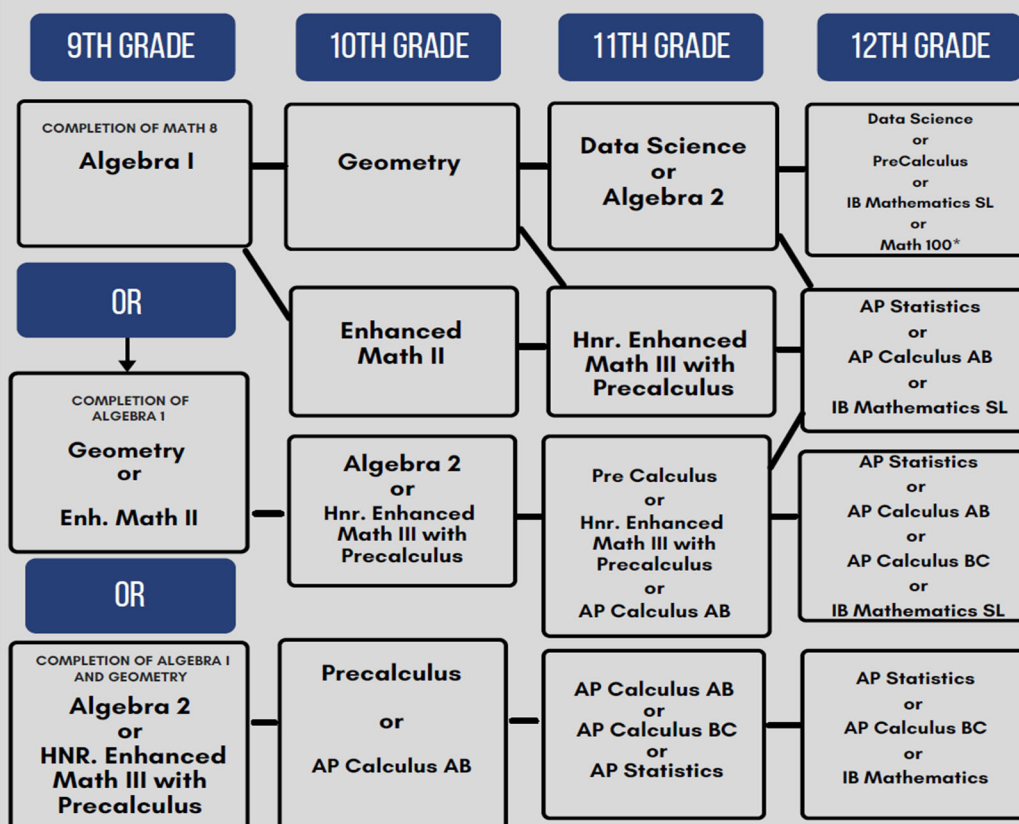 9TH GRADE
10TH GRADE
11TH GRADE
12TH GRADE
COMPLETION OF MATH 8
Algebra I
Geometry
Data Science
or
Algebra 2
Data Science
or
PreCalculus
or
IB Mathematics SL
or
Math 100*
OR
Enhanced
Math II
Hnr. Enhanced
Math III with
Precalculus
AP Statistics
or
AP Calculus AB
or
IB Mathematics SL
COMPLETION OF
ALGEBRA 1
Geometry
or
Enh. Math II
Algebra 2
or
Hnr. Enhanced
Math III with
Precalculus
Pre Calculus
or
Hnr. Enhanced
Math III with
Precalculus
or
AP Calculus AB
AP Statistics
or
AP Calculus AB
or
AP Calculus BC
or
IB Mathematics SL
OR
COMPLETION OF ALGEBRA I
AND GEOMETRY
Algebra 2
or
HNR. Enhanced
Math III with
Precalculus
Precalculus
or
AP Calculus AB
AP Calculus AB
or
AP Calculus BC
or
AP Statistics
AP Statistics
or
AP Calculus BC
or
IB Mathematics